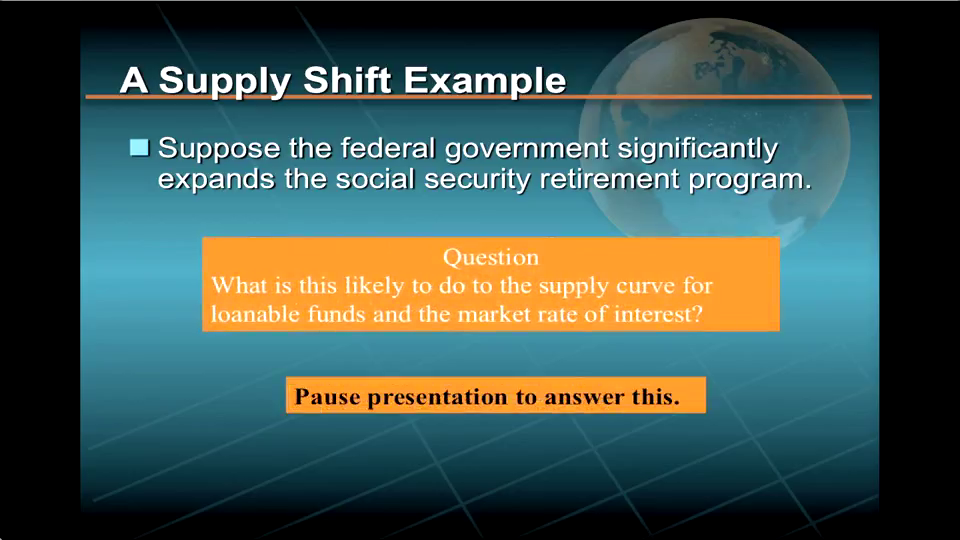 A Supply Shift Example
Suppose the federal government significantly
expands the social security retirement program.
Question
What is this likely to do to the supply curve for
loanable funds and the market rate of interest?
Pause presentation to answer this.